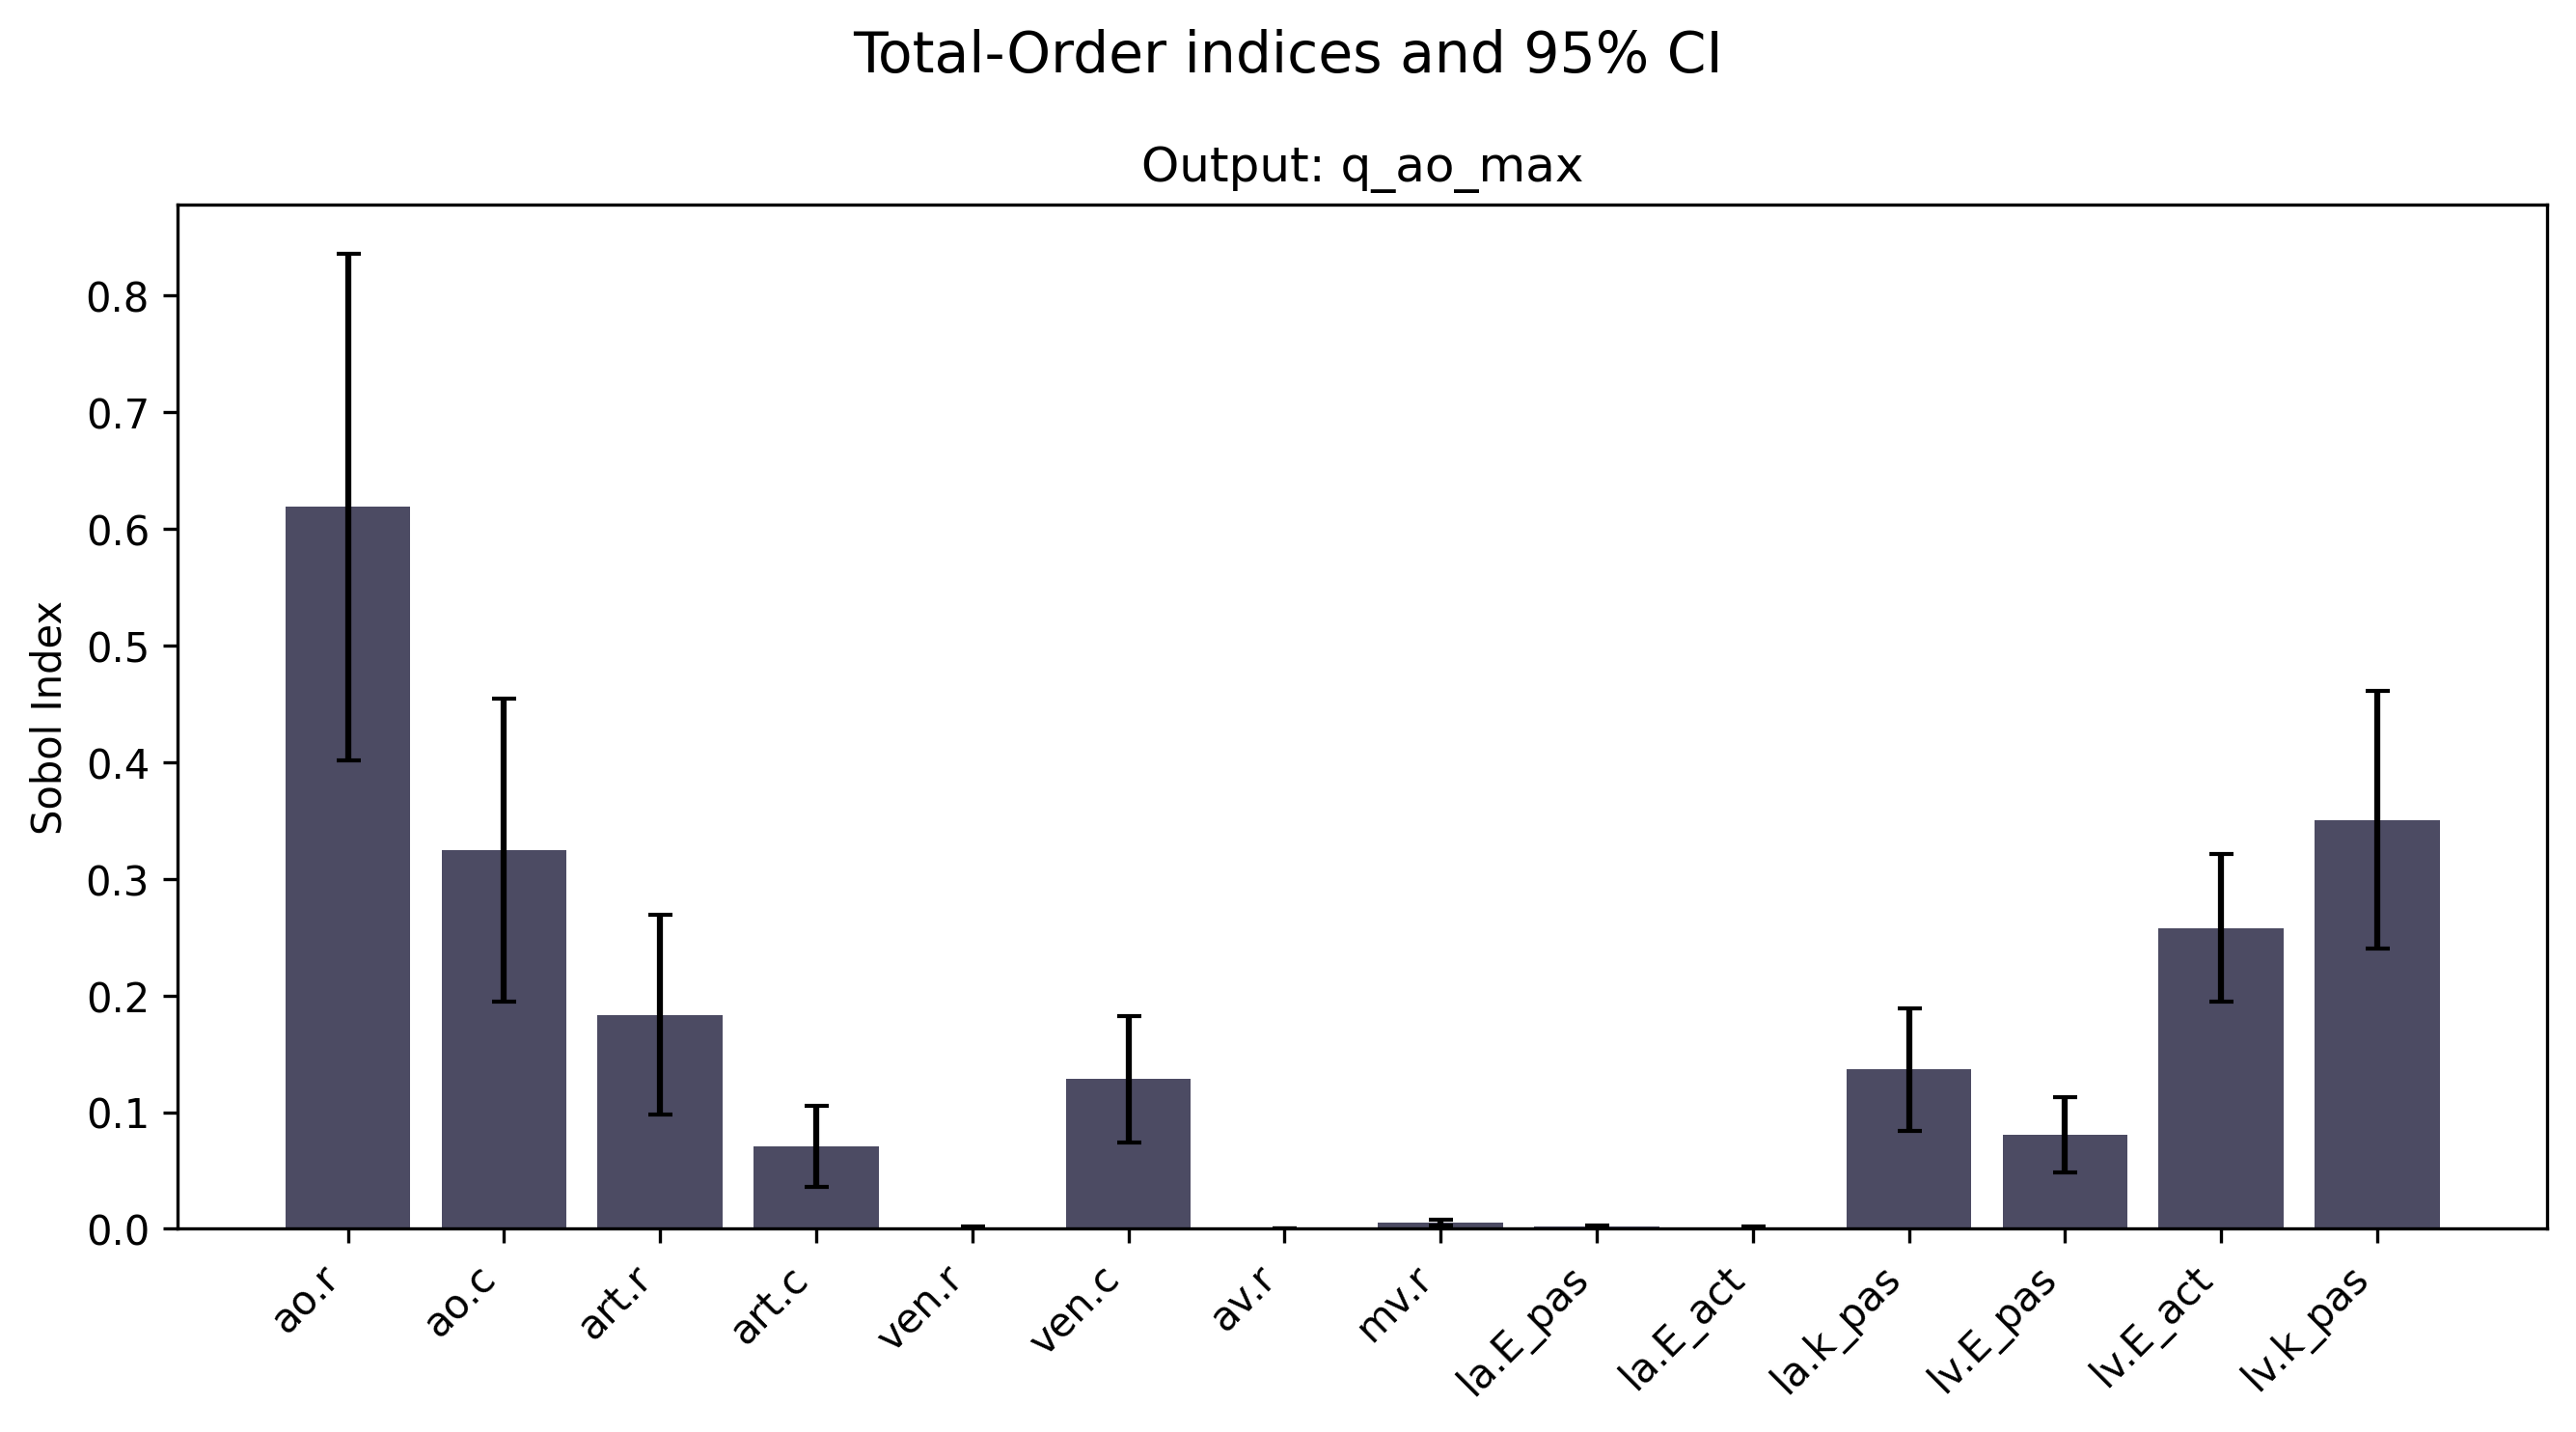 Total-Order indices and 95% CI
Output: q_ao_max
Sobol Index
0.8
0.7
0.6
0.5
0.4
0.3
0.2
0.1
0.0
ao.r
ao.c
art.r
art.c
ven.r
ven.c
av.r
mv.r
la.E_pas
la.E_act
la.k_pas
lv.E_pas
lv.E_act
lv.k_pas